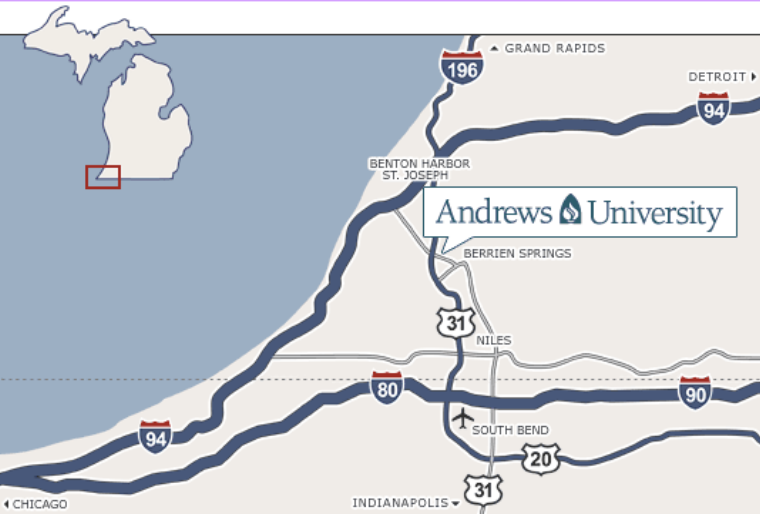 GRAND RAPIDS
196
DETROIT
94
BENTON HARBOR
ST. JOSEPH
Andrews University
BERRIEN SPRINGS
31
NILES
80
90
94
SOUTH BEND
20
31
INDIANAPOLIS
CHICAGO